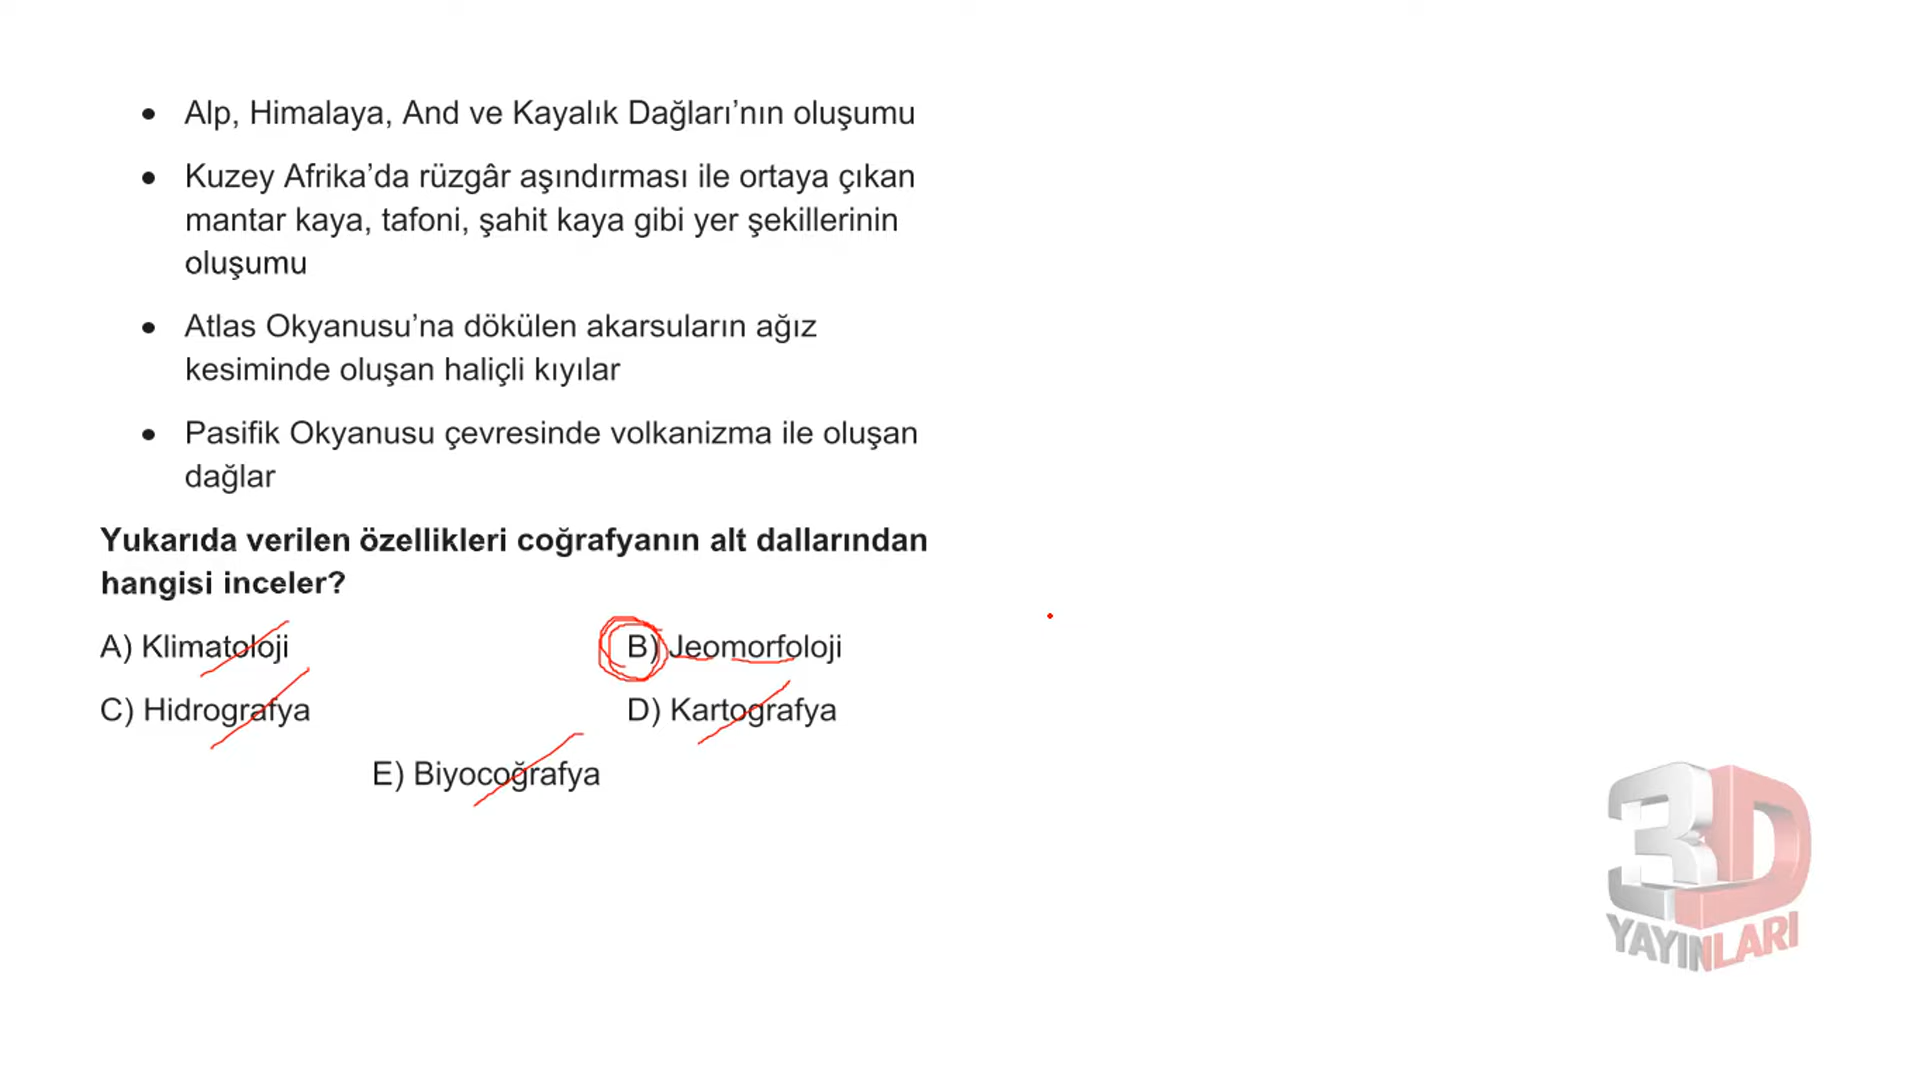 • Alp, Himalaya, And ve Kayalık Dağları’nın oluşumu
• Kuzey Afrika’da rüzgâr aşındırması ile ortaya çıkan
mantar kaya, tafoni, şahit kaya gibi yer şekillerinin
oluşumu
• Atlas Okyanusu’na dökülen akarsuların ağız
kesiminde oluşan haliçli kıyılar
• Pasifik Okyanusu çevresinde volkanizma ile oluşan
dağlar
Yukarıda verilen özellikleri coğrafyanın alt dallarından
hangisi inceler?
A) Klimatoloji B) Jeomorfoloji
C) Hidrografya D) Kartografya
E) Biyocoğrafya
3D
YAYINLARI